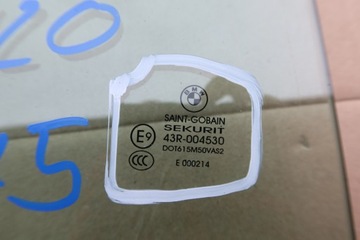 BMW
SAINT-GOBAIN
SEKURIT
E9 43R-004530
DOT615M50VAS2
CCC E 000214